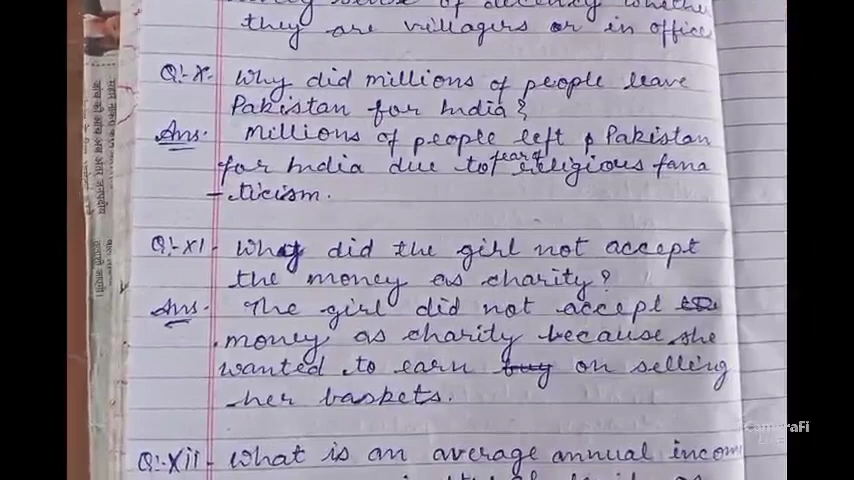 they are villagers or in office
Q:-X- Why did millions of people leave
Pakistan for India?
Ans. Millions of people left Pakistan
for India due to fear of religious fana
-ticism.
Q:-XI- Why did the girl not accept
the money as charity?
Ans. The girl did not accept
money as charity because she
wanted to earn buy on selling
her baskets.
Q:-XII- What is an average annual incom
CameraFi